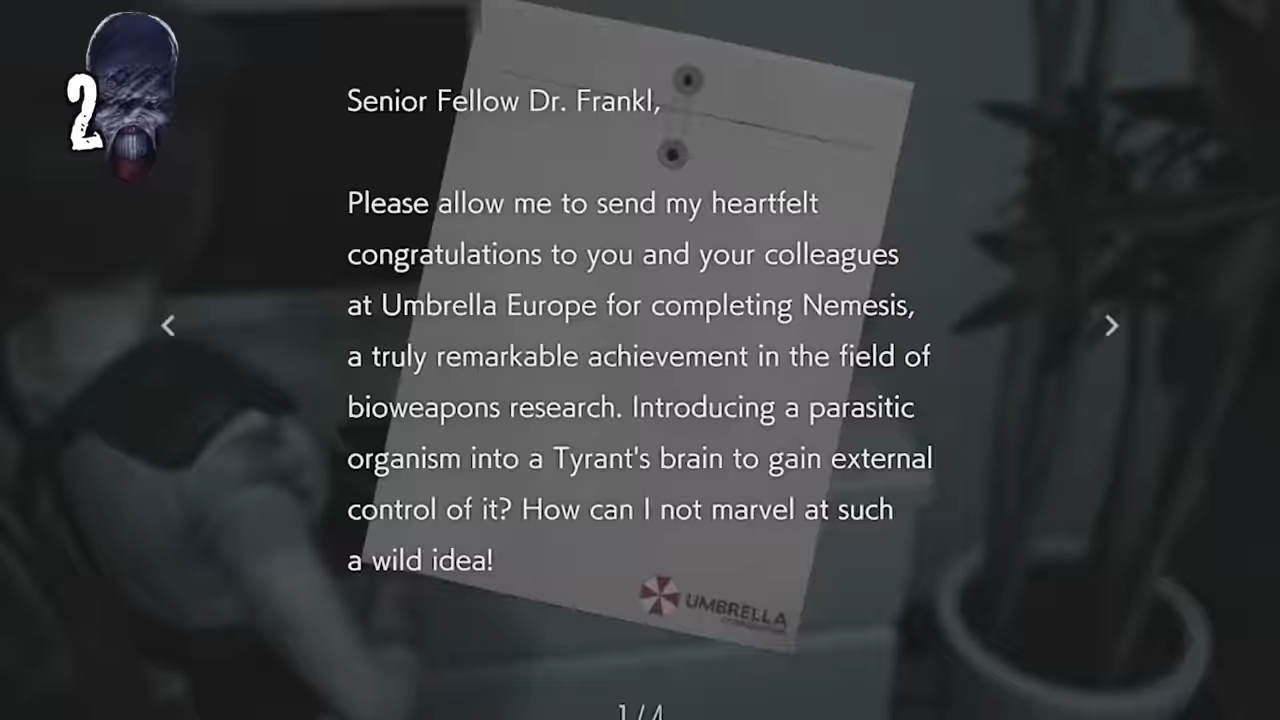 2
Senior Fellow Dr. Frankl,
Please allow me to send my heartfelt
congratulations to you and your colleagues
at Umbrella Europe for completing Nemesis,
a truly remarkable achievement in the field of
bioweapons research. Introducing a parasitic
organism into a Tyrant's brain to gain external
control of it? How can I not marvel at such
a wild idea!
UMBRELLA
1/4